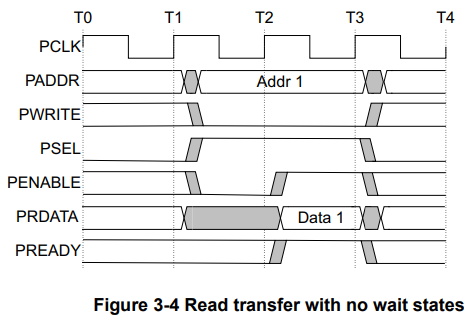 T0 T1 T2 T3 T4
PCLK
PADDR Addr 1
PWRITE
PSEL
PENABLE
PRDATA Data 1
PREADY
Figure 3-4 Read transfer with no wait states